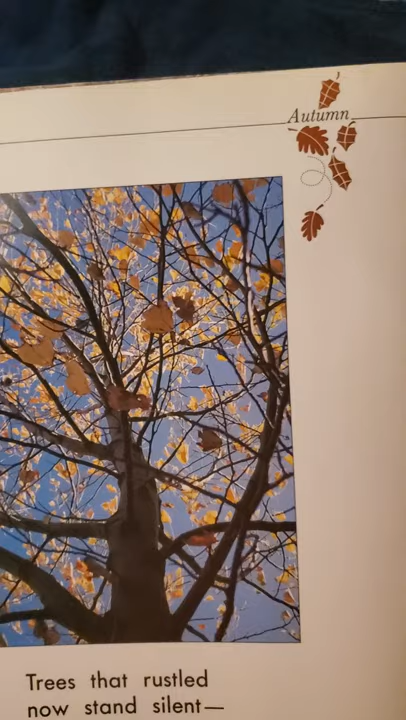 Autumn
Trees that rustled
now stand silent—